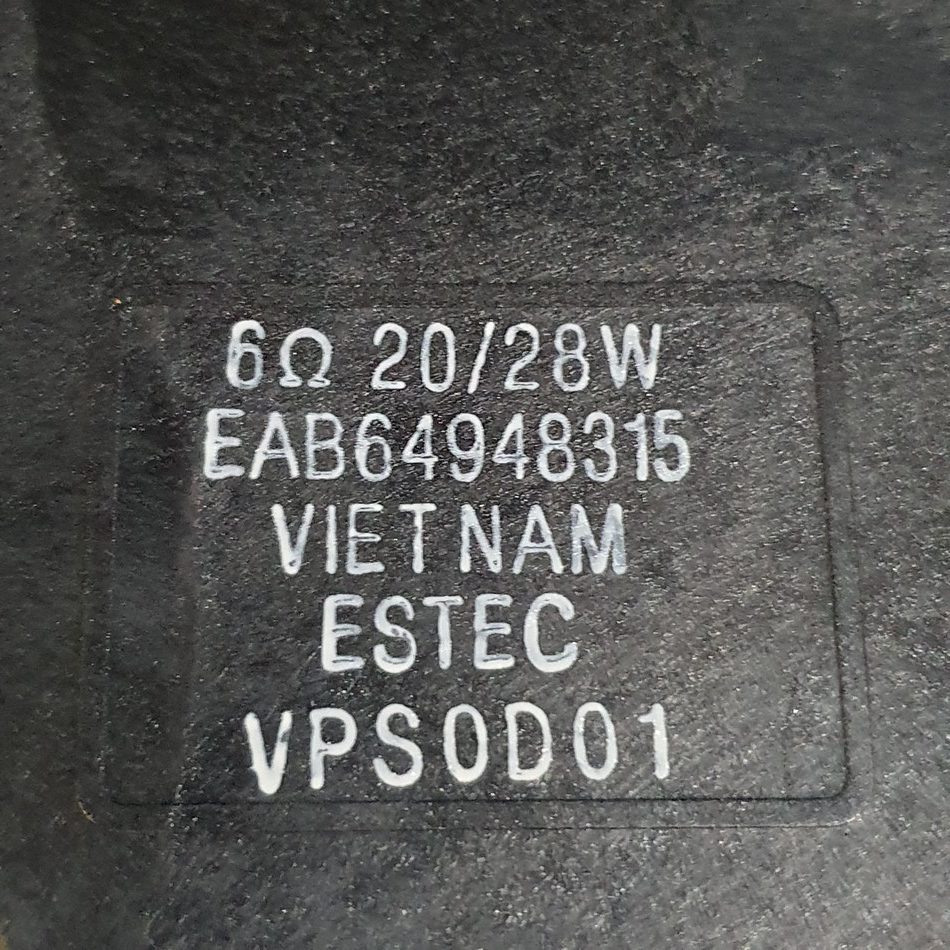 6Ω 20/28W
EAB64948315
VIETNAM
ESTEC
VPS0D01